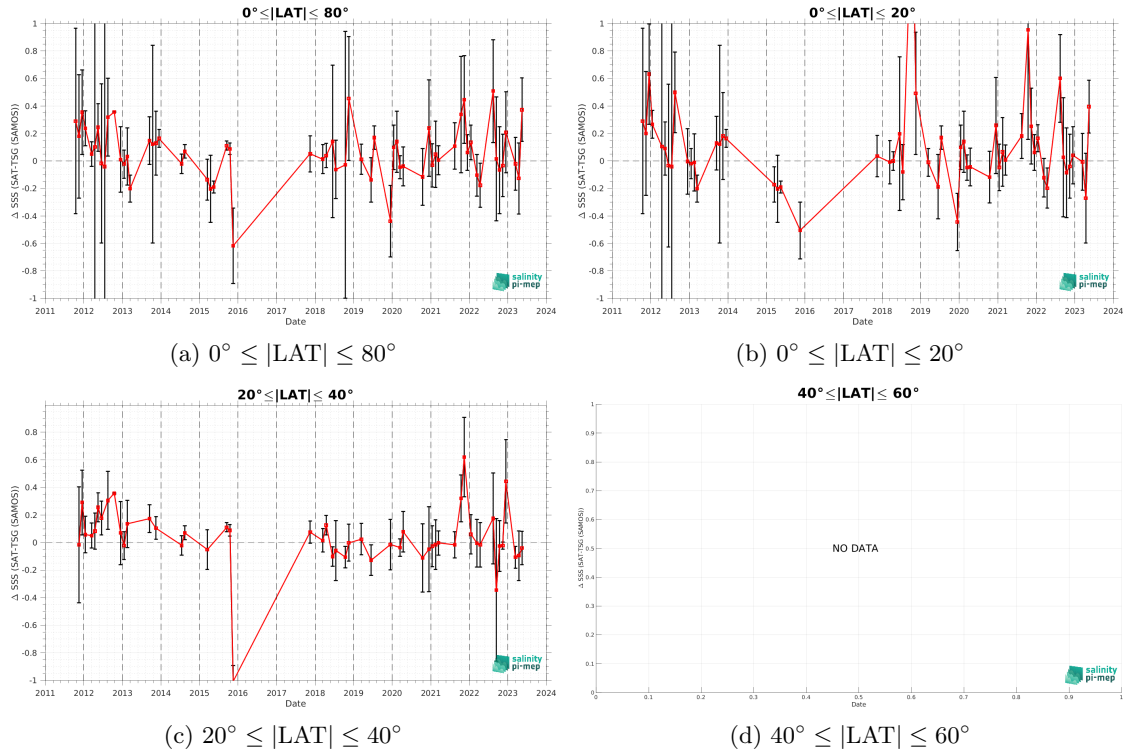 0°≤|LAT|≤ 80°
Δ SSS (SAT-TSG (SAMOS))
1
0.8
0.6
0.4
0.2
0
-0.2
-0.4
-0.6
-0.8
-1
2011 2012 2013 2014 2015 2016 2017 2018 2019 2020 2021 2022 2023 2024
Date
salinity
pi-mep
(a) 0° ≤ |LAT| ≤ 80°
0°≤|LAT|≤ 20°
Δ SSS (SAT-TSG (SAMOS))
1
0.8
0.6
0.4
0.2
0
-0.2
-0.4
-0.6
-0.8
-1
2011 2012 2013 2014 2015 2016 2017 2018 2019 2020 2021 2022 2023 2024
Date
salinity
pi-mep
(b) 0° ≤ |LAT| ≤ 20°
20°≤|LAT|≤ 40°
Δ SSS (SAT-TSG (SAMOS))
0.8
0.6
0.4
0.2
0
-0.2
-0.4
-0.6
-0.8
-1
2011 2012 2013 2014 2015 2016 2017 2018 2019 2020 2021 2022 2023 2024
Date
salinity
pi-mep
(c) 20° ≤ |LAT| ≤ 40°
40°≤|LAT|≤ 60°
Δ SSS (SAT-TSG (SAMOS))
1
0.9
0.8
0.7
0.6
0.5
0.4
0.3
0.2
0.1
0
NO DATA
0 0.1 0.2 0.3 0.4 0.5 0.6 0.7 0.8 0.9 1
Date
salinity
pi-mep
(d) 40° ≤ |LAT| ≤ 60°